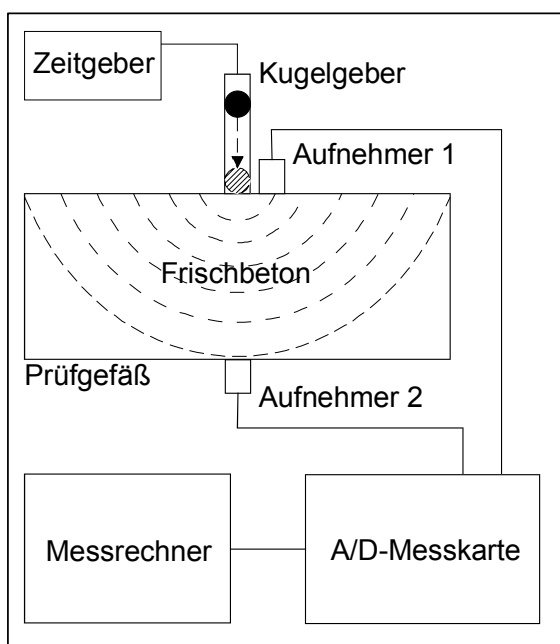 Zeitgeber
Kugelgeber
Aufnehmer 1
Frischbeton
Prüfgefäß
Aufnehmer 2
Messrechner
A/D-Messkarte